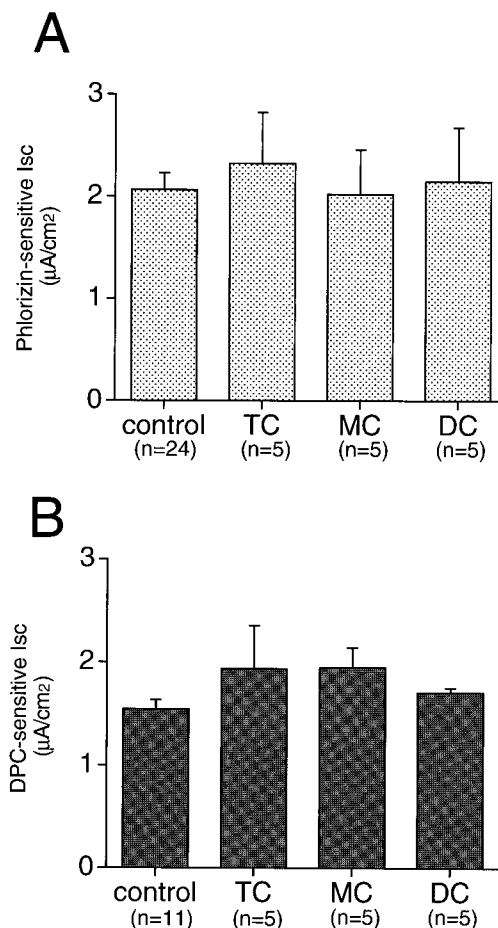 A
Phlorizin-sensitive Isc
(μA/cm2)
3
2
1
0
control TC MC DC
(n=24) (n=5) (n=5) (n=5)
B
DPC-sensitive Isc
(μA/cm2)
3
2
1
0
control TC MC DC
(n=11) (n=5) (n=5) (n=5)